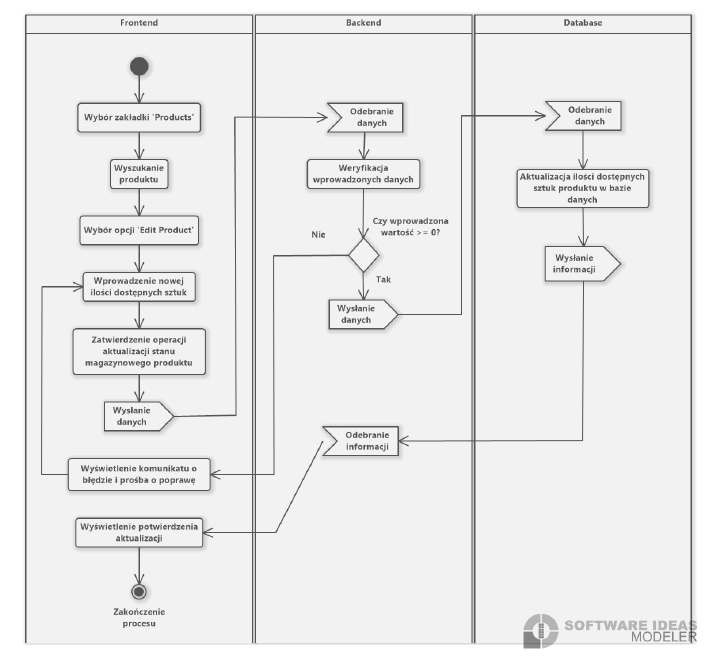 Frontend
Backend
Database
Wybór zakładki 'Products'
Wyszukanie
produktu
Wybór opcji 'Edit Product'
Wprowadzenie nowej
ilości dostępnych sztuk
Zatwierdzenie operacji
aktualizacji stanu
magazynowego produktu
Wysłanie
danych
Odebranie
danych
Weryfikacja
wprowadzonych danych
Czy wprowadzona
wartość >= 0?
Nie
Tak
Wysłanie
danych
Odebranie
danych
Aktualizacja ilości dostępnych
sztuk produktu w bazie
danych
Wysłanie
informacji
Odebranie
informacji
Wyświetlenie komunikatu o
błędzie i prośba o poprawę
Wyświetlenie potwierdzenia
aktualizacji
Zakończenie
procesu
SOFTWARE IDEAS
MODELER